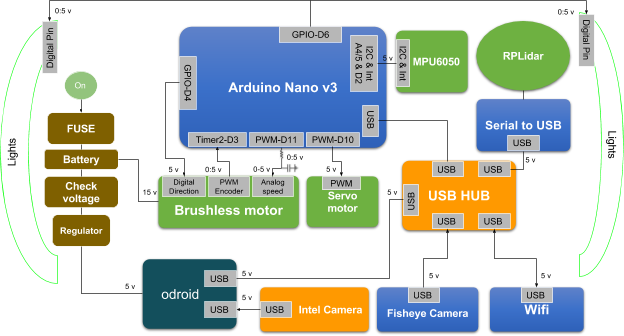 0:5 v
0:5 v
Digital Pin
GPIO-D6
Digital Pin
I2C & Int
A4/5 & D2
5 v
I2C & Int
MPU6050
RPLidar
GPIO-D4
Arduino Nano v3
On
USB
Serial to USB
USB
FUSE
Timer2-D3
PWM-D11
PWM-D10
Lights
Lights
Battery
5 v
0:5 v
0-5 v
0:5 v
5 v
5 v
USB
USB
Check
voltage
15 v
Digital
Direction
PWM
Encoder
Analog
speed
PWM
Brushless motor
Servo
motor
5 v
USB
USB HUB
USB
USB
Regulator
5 v
odroid
USB
5 v
USB
5 v
USB
Intel Camera
5 v
USB
Fisheye Camera
5 v
USB
Wifi